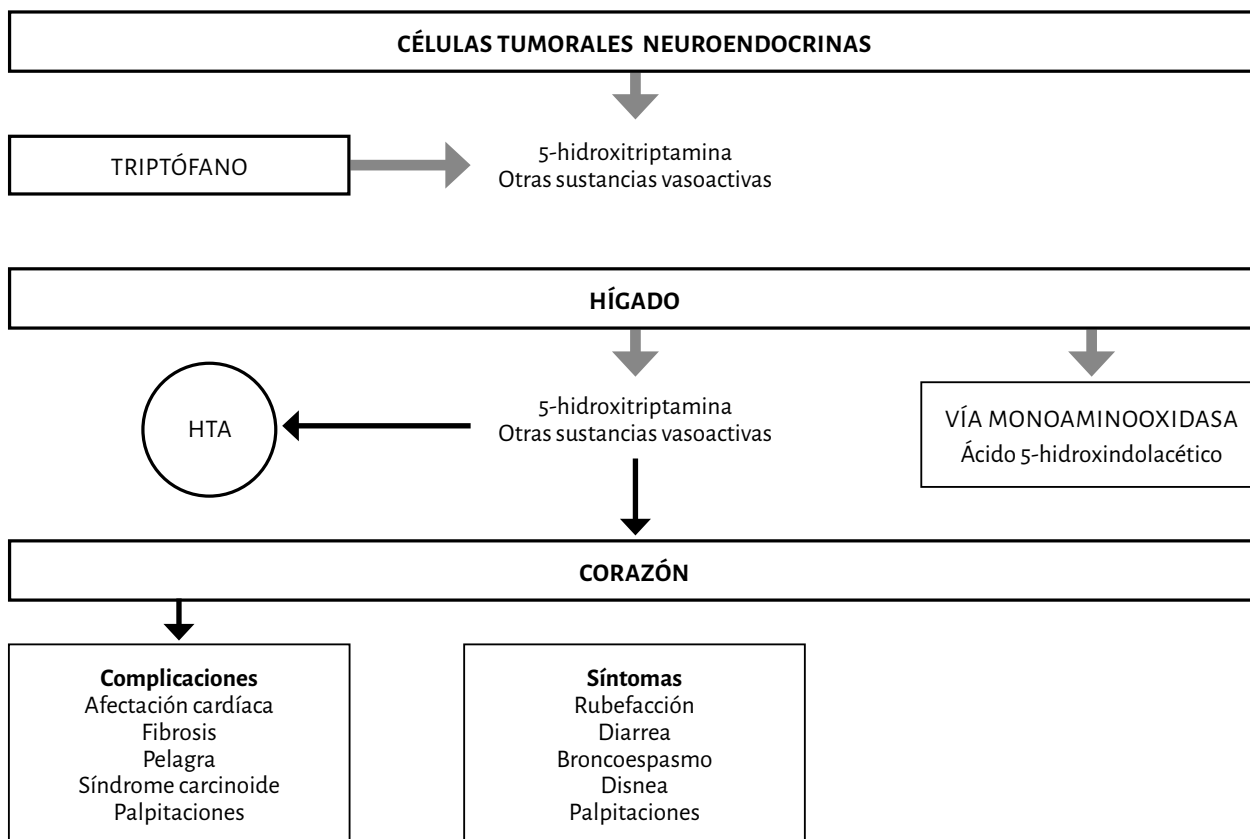 CÉLULAS TUMORALES NEUROENDOCRINAS
TRIPTÓFANO
5-hidroxitriptamina
Otras sustancias vasoactivas
HÍGADO
HTA
5-hidroxitriptamina
Otras sustancias vasoactivas
VÍA MONOAMINOOXIDASA
Ácido 5-hidroxindolacético
CORAZÓN
Complicaciones
Afectación cardíaca
Fibrosis
Pelagra
Síndrome carcinoide
Palpitaciones
Síntomas
Rubefacción
Diarrea
Broncoespasmo
Disnea
Palpitaciones